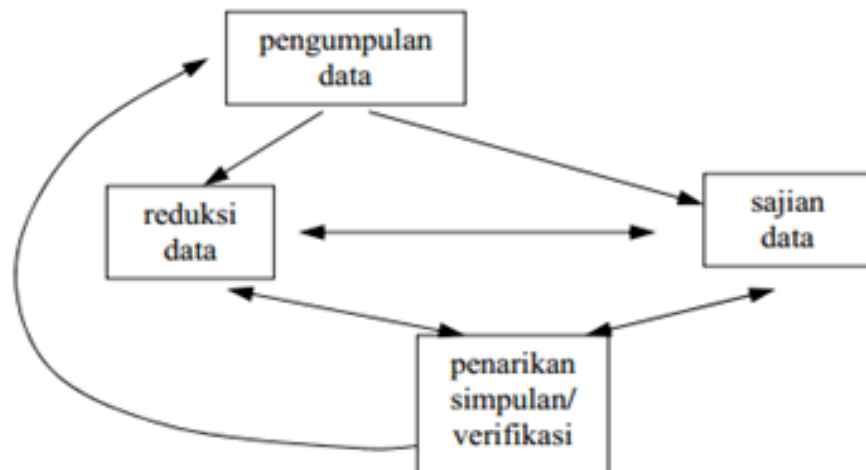 pengumpulan
data
reduksi
data
sajian
data
penarikan
simpulan/
verifikasi